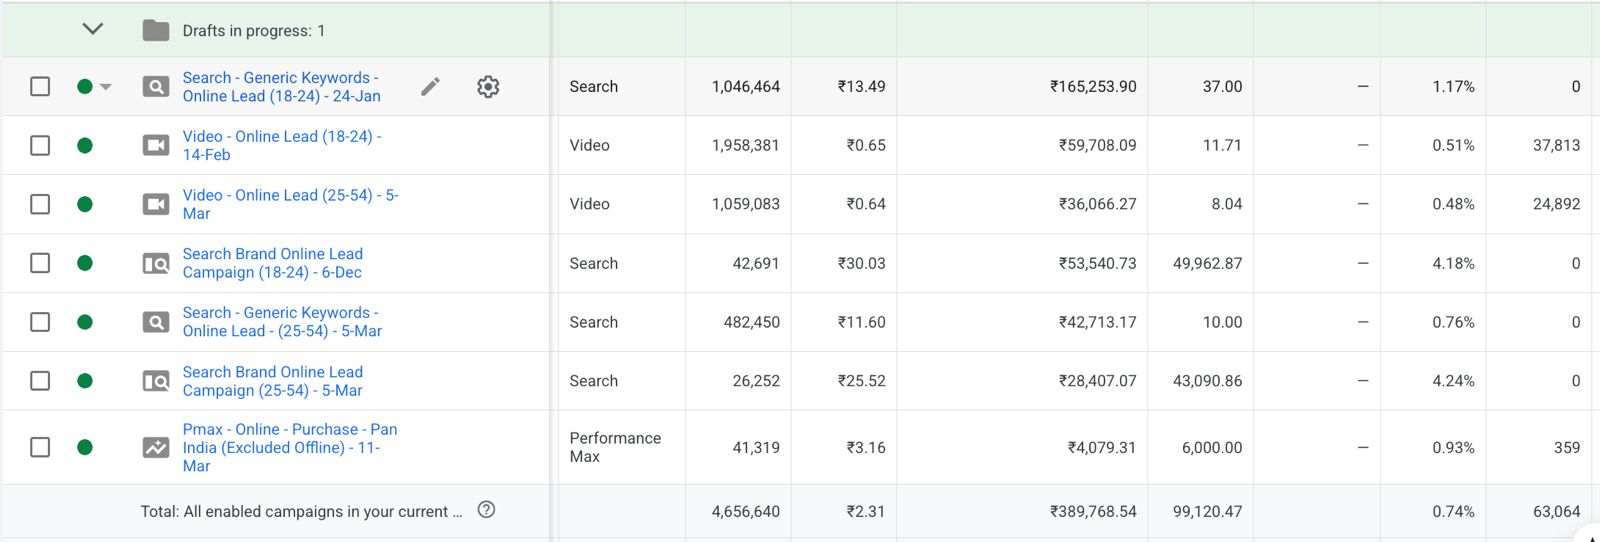 Drafts in progress: 1
Search - Generic Keywords -
Online Lead (18-24) - 24-Jan
Search 1,046,464 ₹13.49 ₹165,253.90 37.00 — 1.17% 0
Video - Online Lead (18-24) -
14-Feb
Video 1,958,381 ₹0.65 ₹59,708.09 11.71 — 0.51% 37,813
Video - Online Lead (25-54) - 5-
Mar
Video 1,059,083 ₹0.64 ₹36,066.27 8.04 — 0.48% 24,892
Search Brand Online Lead
Campaign (18-24) - 6-Dec
Search 42,691 ₹30.03 ₹53,540.73 49,962.87 — 4.18% 0
Search - Generic Keywords -
Online Lead - (25-54) - 5-Mar
Search 482,450 ₹11.60 ₹42,713.17 10.00 — 0.76% 0
Search Brand Online Lead
Campaign (25-54) - 5-Mar
Search 26,252 ₹25.52 ₹28,407.07 43,090.86 — 4.24% 0
Pmax - Online - Purchase - Pan
India (Excluded Offline) - 11-
Mar
Performance
Max
41,319 ₹3.16 ₹4,079.31 6,000.00 — 0.93% 359
Total: All enabled campaigns in your current ... 4,656,640 ₹2.31 ₹389,768.54 99,120.47 0.74% 63,064